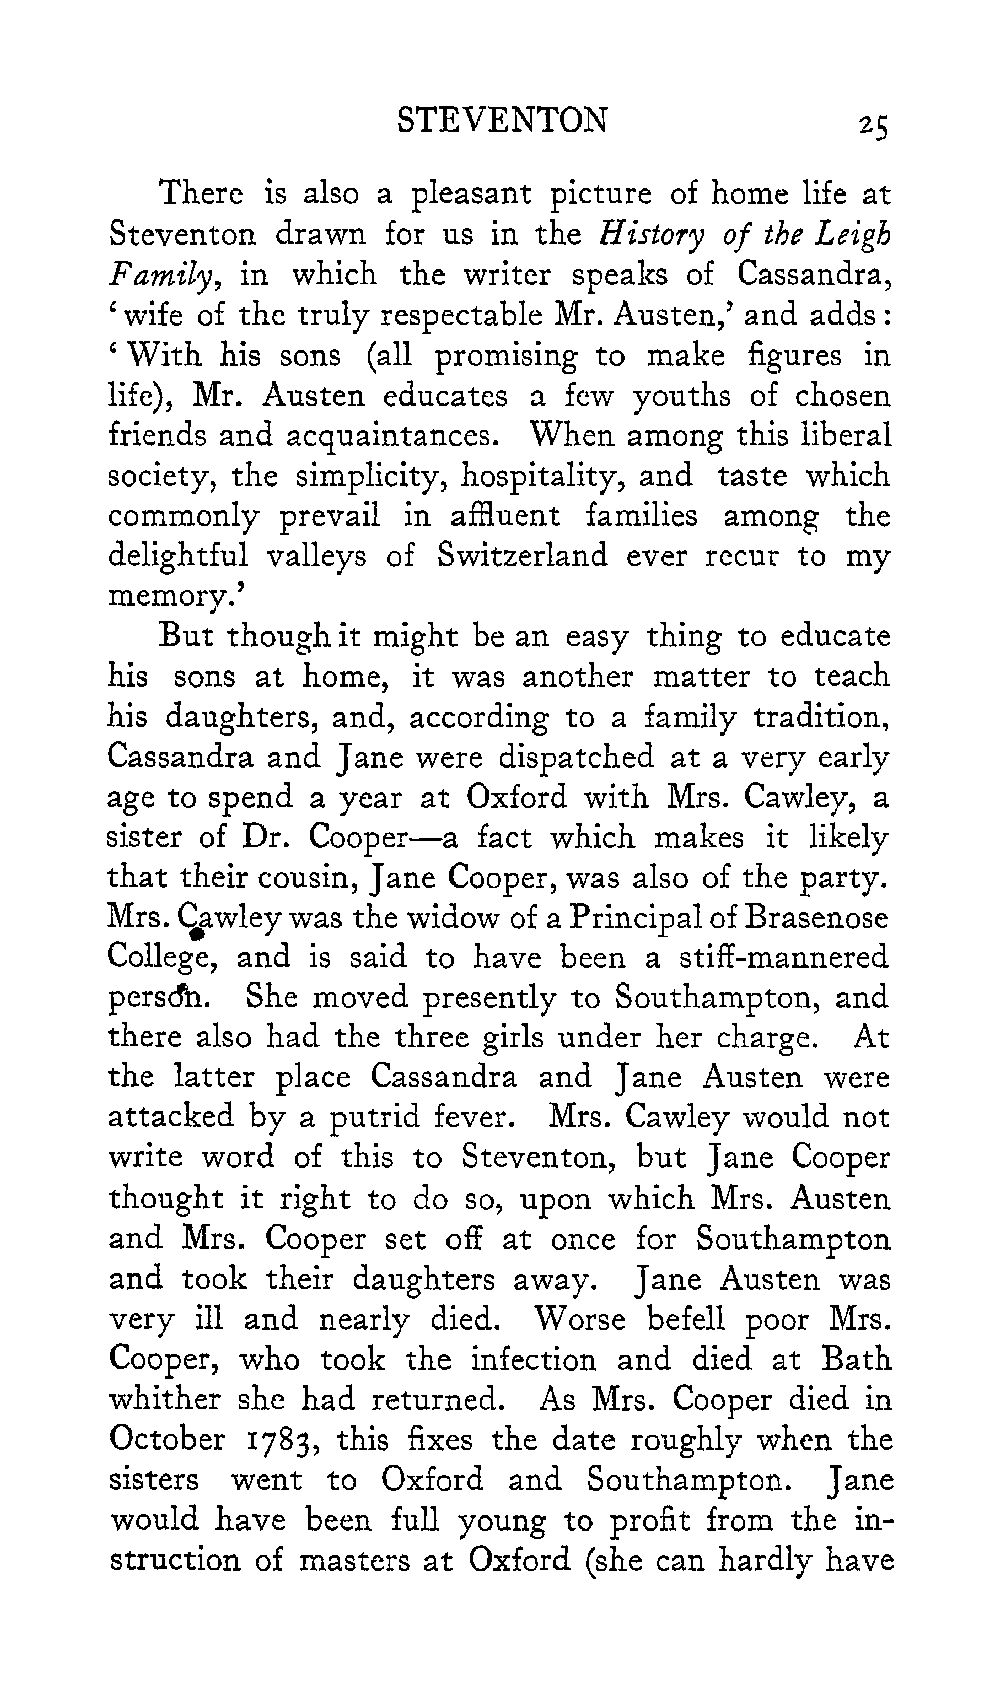 STEVENTON 25
There is also a pleasant picture of home life at
Steventon drawn for us in the History of the Leigh
Family, in which the writer speaks of Cassandra,
‘wife of the truly respectable Mr. Austen,’ and adds:
‘With his sons (all promising to make figures in
life), Mr. Austen educates a few youths of chosen
friends and acquaintances. When among this liberal
society, the simplicity, hospitality, and taste which
commonly prevail in affluent families among the
delightful valleys of Switzerland ever recur to my
memory.’
But though it might be an easy thing to educate
his sons at home, it was another matter to teach
his daughters, and, according to a family tradition,
Cassandra and Jane were dispatched at a very early
age to spend a year at Oxford with Mrs. Cawley, a
sister of Dr. Cooper—a fact which makes it likely
that their cousin, Jane Cooper, was also of the party.
Mrs. Cawley was the widow of a Principal of Brasenose
College, and is said to have been a stiff-mannered
person. She moved presently to Southampton, and
there also had the three girls under her charge. At
the latter place Cassandra and Jane Austen were
attacked by a putrid fever. Mrs. Cawley would not
write word of this to Steventon, but Jane Cooper
thought it right to do so, upon which Mrs. Austen
and Mrs. Cooper set off at once for Southampton
and took their daughters away. Jane Austen was
very ill and nearly died. Worse befell poor Mrs.
Cooper, who took the infection and died at Bath
whither she had returned. As Mrs. Cooper died in
October 1783, this fixes the date roughly when the
sisters went to Oxford and Southampton. Jane
would have been full young to profit from the in-
struction of masters at Oxford (she can hardly have